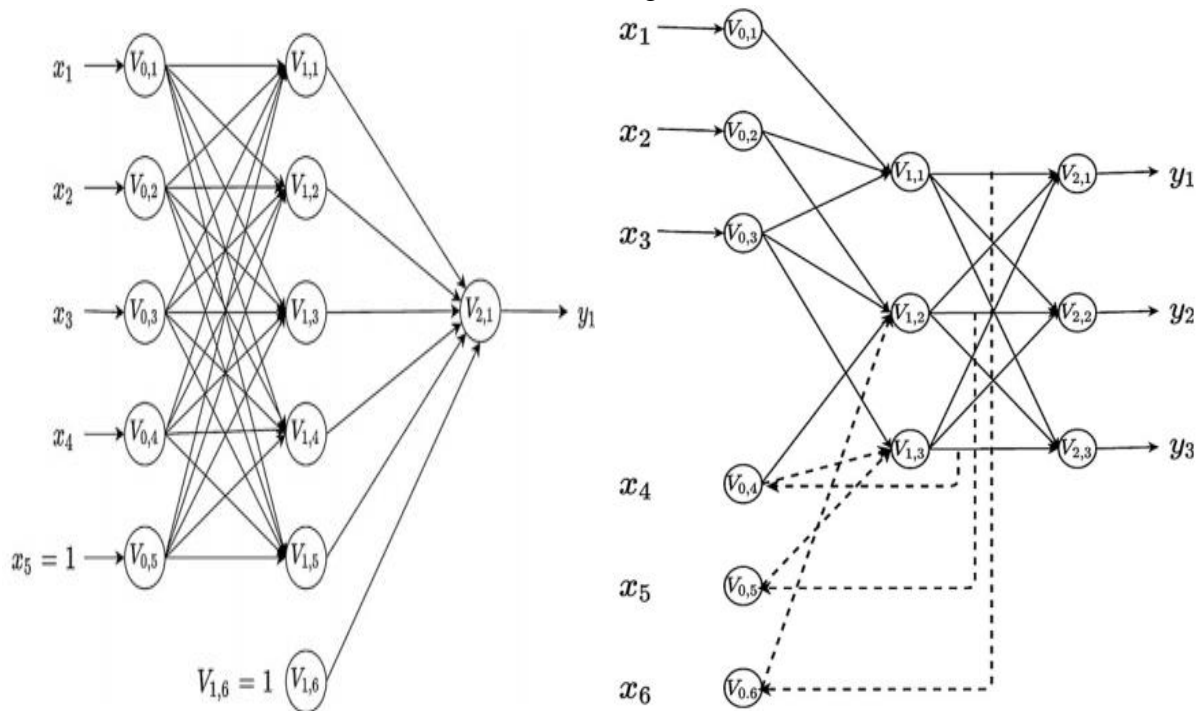 x₁
V₀,₁
V₁,₁
x₂
V₀,₂
V₁,₂
x₃
V₀,₃
V₁,₃
V₂,₁
y₁
x₄
V₀,₄
V₁,₄
x₅ = 1
V₀,₅
V₁,₅
V₁,₆ = 1
V₁,₆
x₁
V₀,₁
x₂
V₀,₂
V₁,₁
V₂,₁
y₁
x₃
V₀,₃
V₁,₂
V₂,₂
y₂
V₁,₃
V₂,₃
y₃
x₄
V₀,₄
x₅
V₀,₅
x₆
V₀.₆